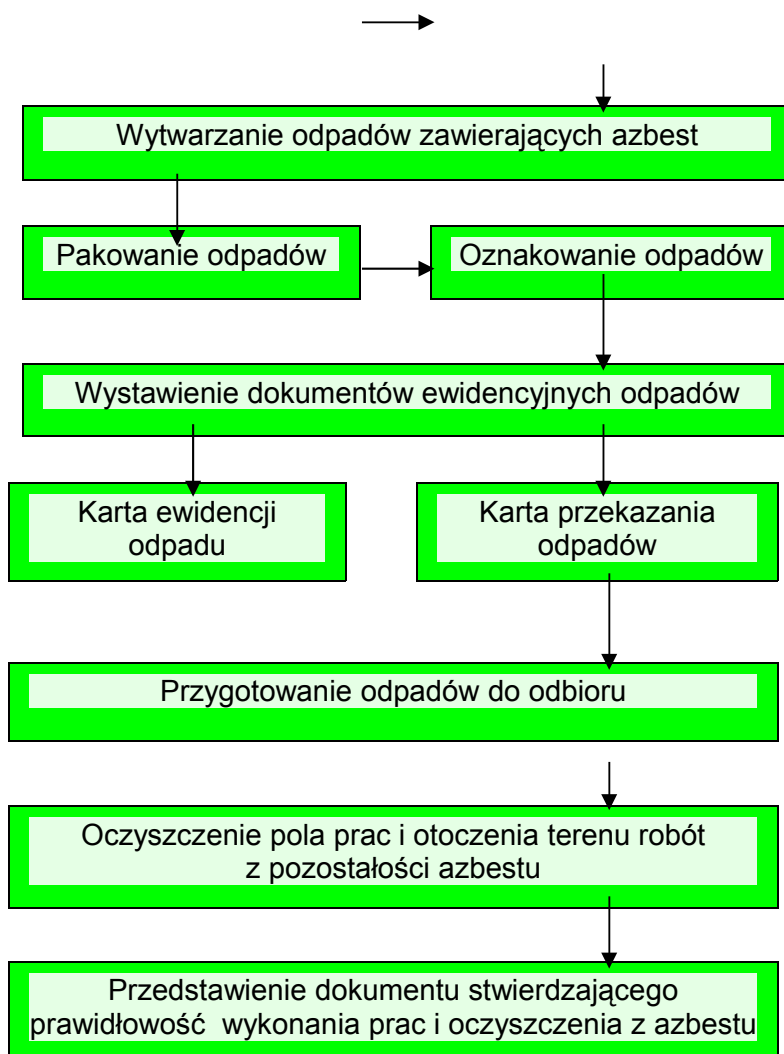 Wytwarzanie odpadów zawierających azbest
Pakowanie odpadów
Oznakowanie odpadów
Wystawienie dokumentów ewidencyjnych odpadów
Karta ewidencji
odpadu
Karta przekazania
odpadów
Przygotowanie odpadów do odbioru
Oczyszczenie pola prac i otoczenia terenu robót
z pozostałości azbestu
Przedstawienie dokumentu stwierdzającego
prawidłowość wykonania prac i oczyszczenia z azbestu